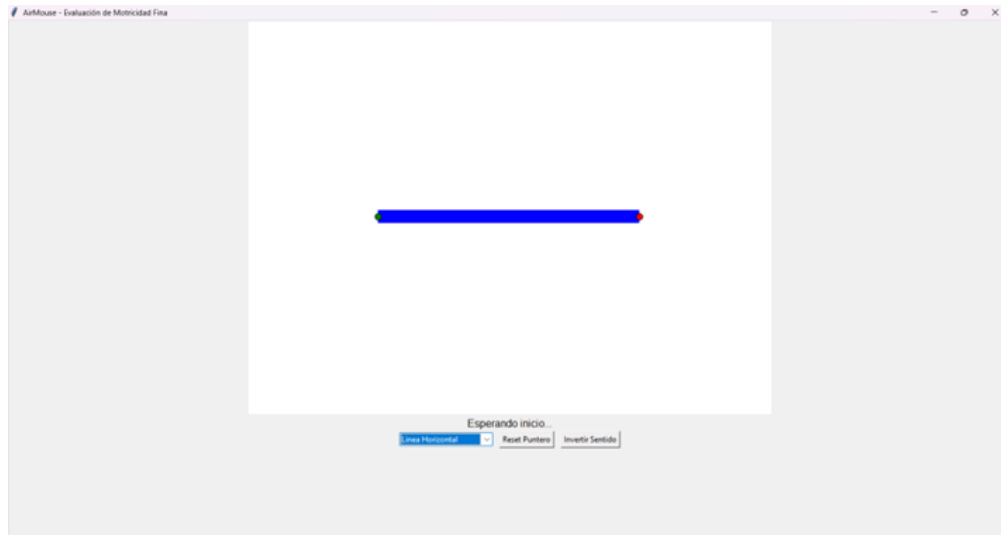 AirMouse - Evaluación de Motricidad Fina
Esperando inicio...
Linea Horizontal
Reset Puntero
Invertir Sentido